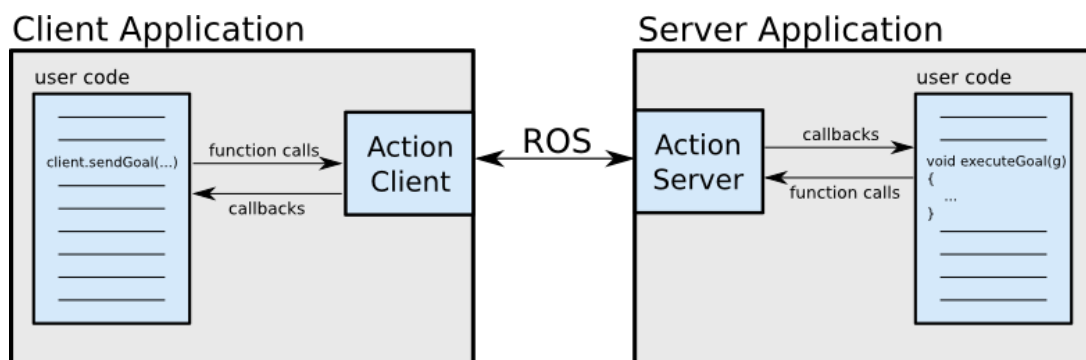 Client Application
user code
client.sendGoal(...)
function calls
callbacks
Action
Client
ROS
Server Application
Action
Server
callbacks
function calls
user code
void executeGoal(g)
{
...
}